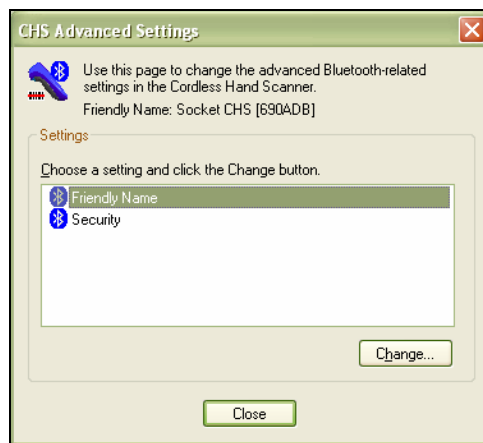 CHS Advanced Settings
Use this page to change the advanced Bluetooth-related
settings in the Cordless Hand Scanner.
Friendly Name: Socket CHS [690ADB]
Settings
Choose a setting and click the Change button.
Friendly Name
Security
Change...
Close